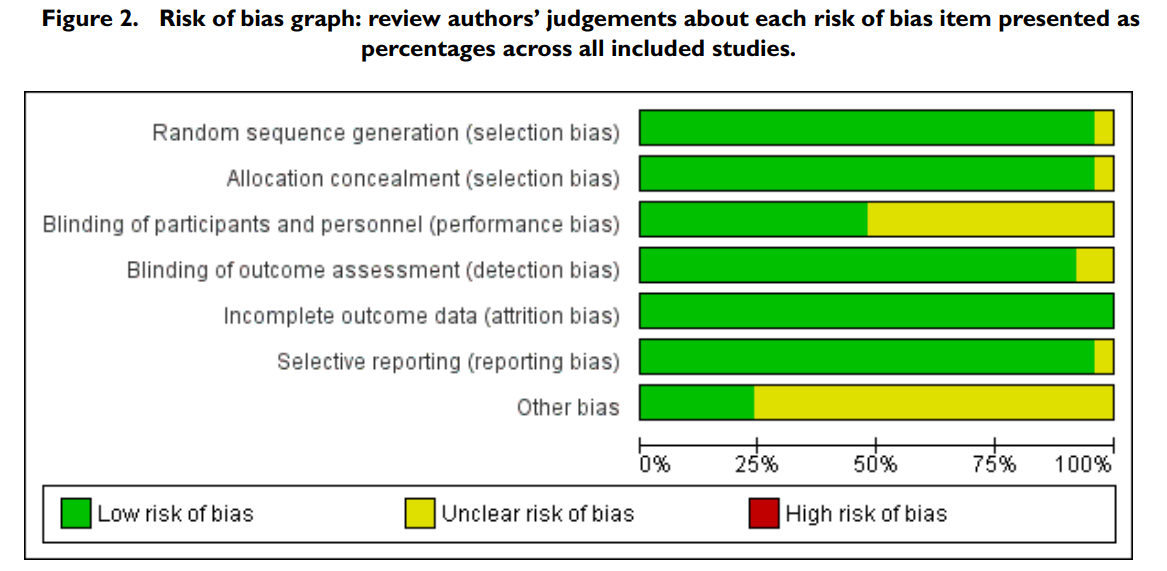 Figure 2. Risk of bias graph: review authors’ judgements about each risk of bias item presented as
percentages across all included studies.
Random sequence generation (selection bias)
Allocation concealment (selection bias)
Blinding of participants and personnel (performance bias)
Blinding of outcome assessment (detection bias)
Incomplete outcome data (attrition bias)
Selective reporting (reporting bias)
Other bias
0% 25% 50% 75% 100%
Low risk of bias Unclear risk of bias High risk of bias